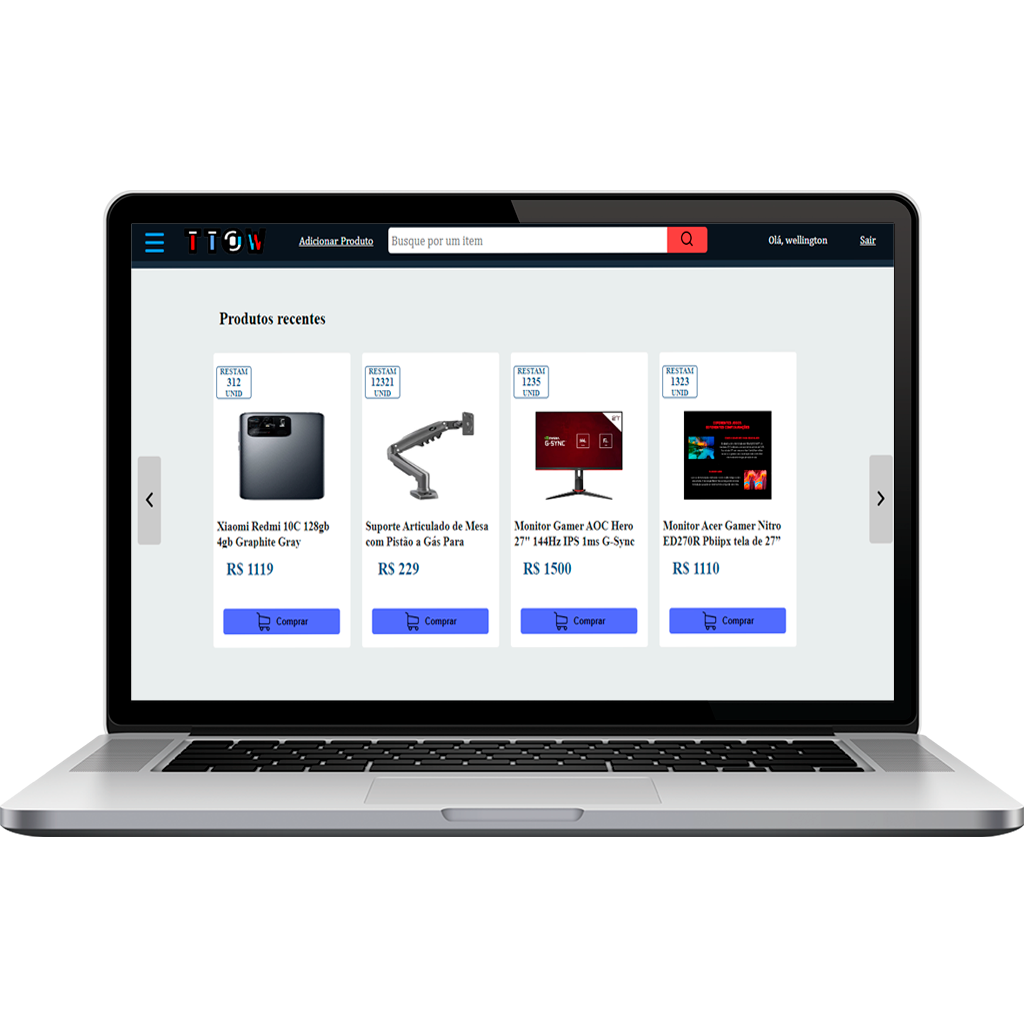 TTOW
Adicionar Produto
Busque por um item
Olá, wellington
Sair
Produtos recentes
RESTAM
312
UNID
Xiaomi Redmi 10C 128gb
4gb Graphite Gray
R$ 1119
Comprar
RESTAM
12321
UNID
Suporte Articulado de Mesa
com Pistão a Gás Para
R$ 229
Comprar
RESTAM
1235
UNID
G-SYNC
Monitor Gamer AOC Hero
27" 144Hz IPS 1ms G-Sync
R$ 1500
Comprar
RESTAM
1323
UNID
Monitor Acer Gamer Nitro
ED270R Pbiipx tela de 27”
R$ 1110
Comprar